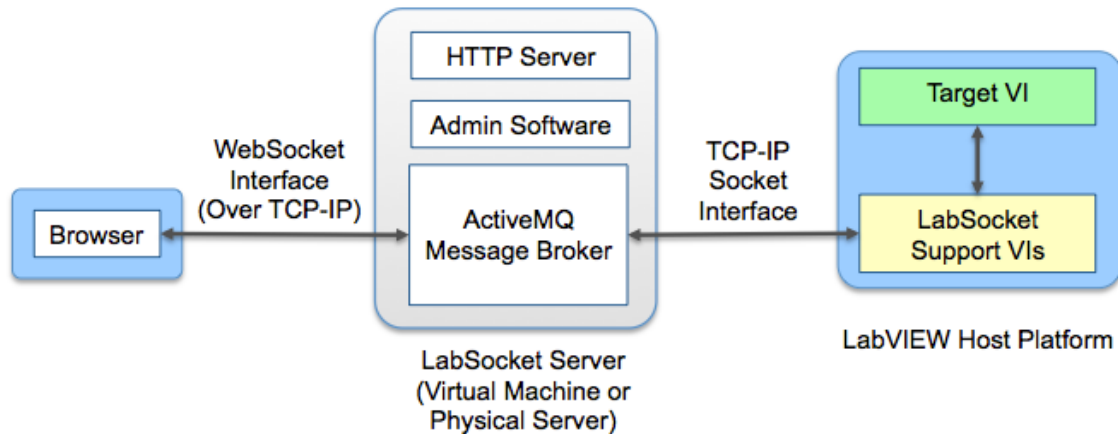 HTTP Server
Admin Software
ActiveMQ
Message Broker
WebSocket
Interface
(Over TCP-IP)
Browser
TCP-IP
Socket
Interface
Target VI
LabSocket
Support VIs
LabVIEW Host Platform
LabSocket Server
(Virtual Machine or
Physical Server)